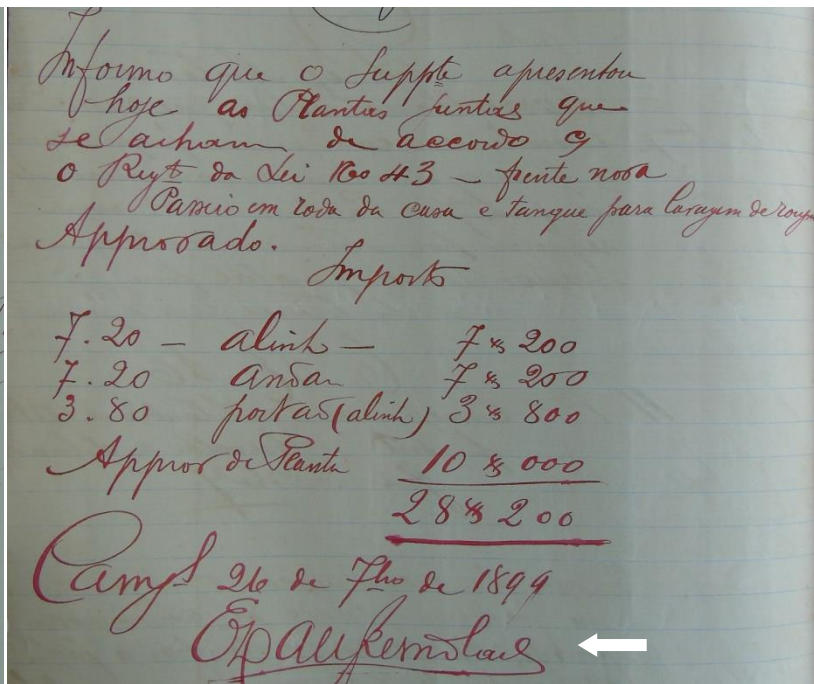 Informo que o Suppte apresentou
hoje as Plantas juntas que
se acham de accordo c/
o Regt da Lei No 43 — frente nova
Passeio em roda da casa e tanque para lavagem de roupa
Approvado.
Importe
7.20 — alinh — 7$200
7.20 andar 7$200
3.80 portão (alinh) 3$800
Approv de Planta 10$000
28$200
Camps 26 de 7bro de 1899